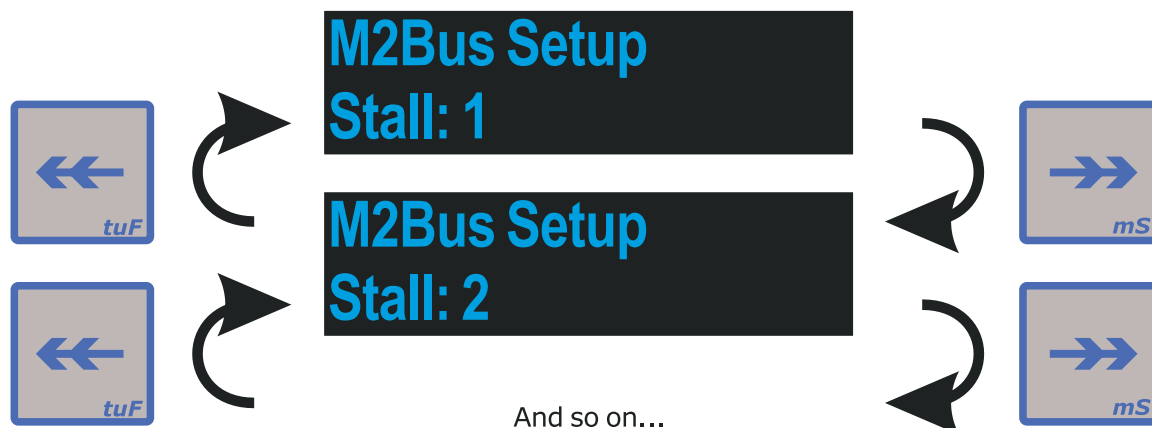 M2Bus Setup
Stall: 1
tuF
mS
M2Bus Setup
Stall: 2
tuF
mS
And so on...